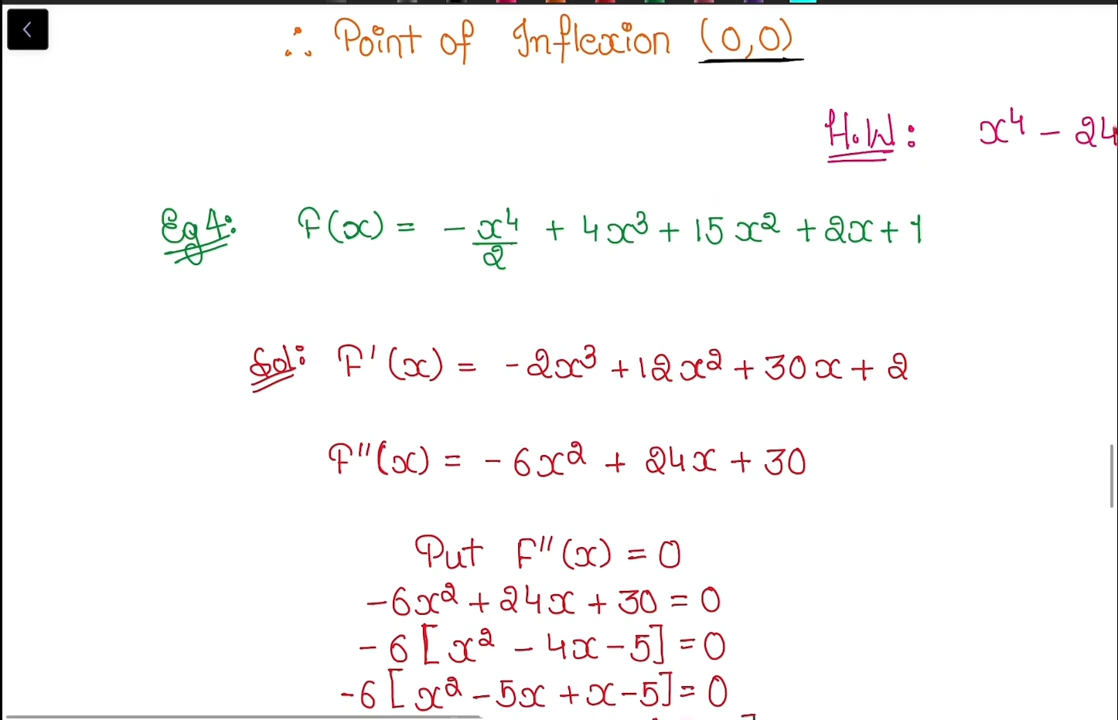 ∴ Point of Inflexion (0,0)
H.W: x⁴ - 24
Eg 4: F(x) = -x⁴/2 + 4x³ + 15x² + 2x + 1
Sol: F'(x) = -2x³ + 12x² + 30x + 2
F''(x) = -6x² + 24x + 30
Put F''(x) = 0
-6x² + 24x + 30 = 0
-6[x² - 4x - 5] = 0
-6[x² - 5x + x - 5] = 0